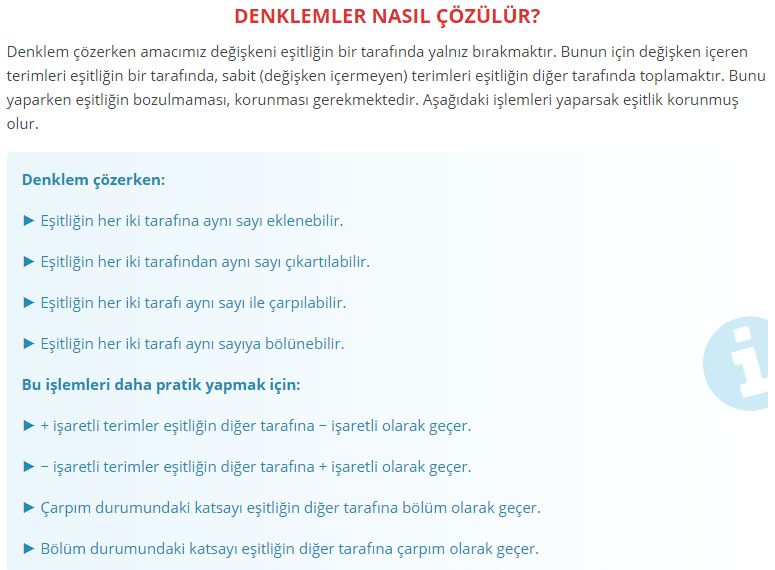 DENKLEMLER NASIL ÇÖZÜLÜR?
Denklem çözerken amacımız değişkeni eşitliğin bir tarafında yalnız bırakmaktır. Bunun için değişken içeren
terimleri eşitliğin bir tarafında, sabit (değişken içermeyen) terimleri eşitliğin diğer tarafında toplamaktır. Bunu
yaparken eşitliğin bozulmaması, korunması gerekmektedir. Aşağıdaki işlemleri yaparsak eşitlik korunmuş
olur.
Denklem çözerken:
► Eşitliğin her iki tarafına aynı sayı eklenebilir.
► Eşitliğin her iki tarafından aynı sayı çıkartılabilir.
► Eşitliğin her iki tarafı aynı sayı ile çarpılabilir.
► Eşitliğin her iki tarafı aynı sayıya bölünebilir.
Bu işlemleri daha pratik yapmak için:
► + işaretli terimler eşitliğin diğer tarafına − işaretli olarak geçer.
► − işaretli terimler eşitliğin diğer tarafına + işaretli olarak geçer.
► Çarpım durumundaki katsayı eşitliğin diğer tarafına bölüm olarak geçer.
► Bölüm durumundaki katsayı eşitliğin diğer tarafına çarpım olarak geçer.